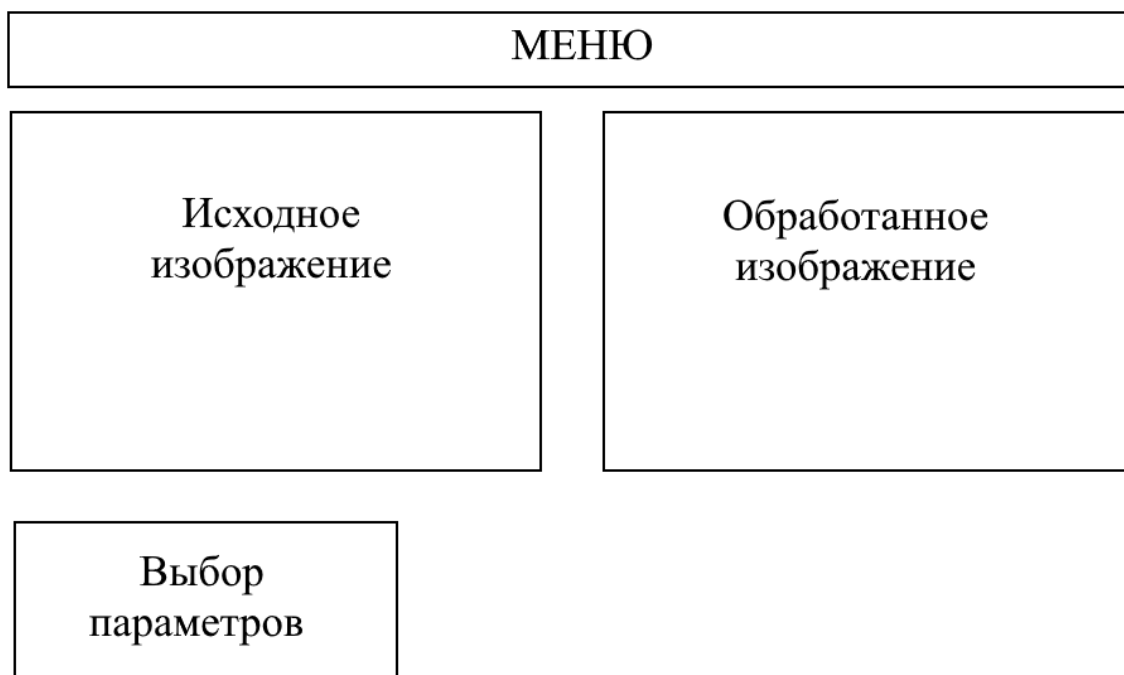 МЕНЮ
Исходное
изображение
Обработанное
изображение
Выбор
параметров